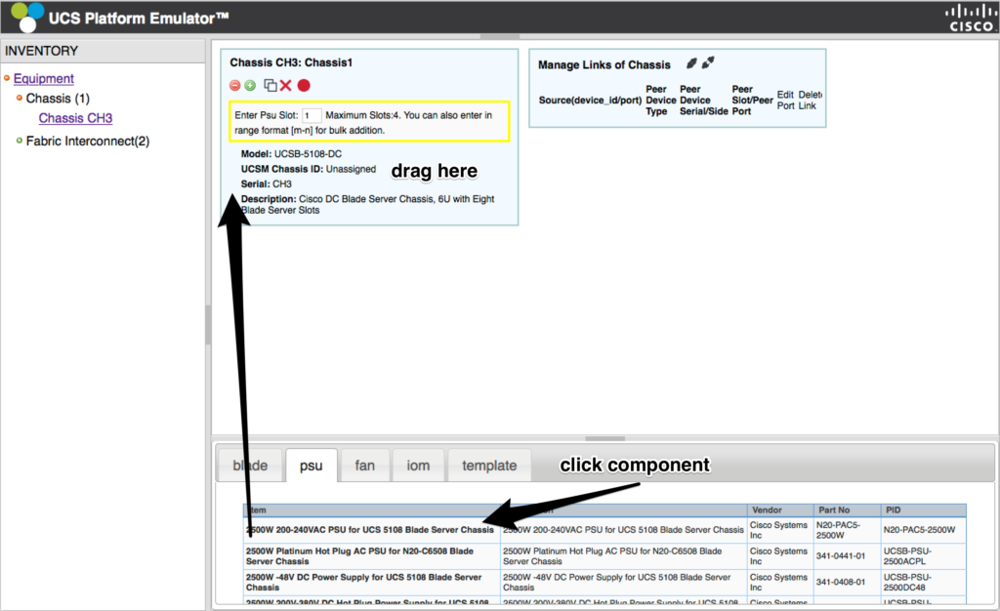 UCS Platform Emulator™
CISCO
INVENTORY
Equipment
Chassis (1)
Chassis CH3
Fabric Interconnect(2)
Chassis CH3: Chassis1
Enter Psu Slot: 1 Maximum Slots:4. You can also enter in
range format [m-n] for bulk addition.
Model: UCSB-5108-DC
UCSM Chassis ID: Unassigned
Serial: CH3
Description: Cisco DC Blade Server Chassis, 6U with Eight
Blade Server Slots
drag here
Manage Links of Chassis
Source(device_id/port)
Peer
Device
Type
Peer
Device
Serial/Side
Peer
Slot/Peer
Port
Edit
Port
Delet
Link
blade
psu
fan
iom
template
click component
Item
Vendor
Part No
PID
2500W 200-240VAC PSU for UCS 5108 Blade Server Chassis
2500W 200-240VAC PSU for UCS 5108 Blade Server Chassis
Cisco Systems
Inc
N20-PAC5-
2500W
N20-PAC5-2500W
2500W Platinum Hot Plug AC PSU for N20-C6508 Blade
Server Chassis
2500W Platinum Hot Plug AC PSU for N20-C6508 Blade
Server Chassis
Cisco Systems
Inc
341-0441-01
UCSB-PSU-
2500ACPL
2500W -48V DC Power Supply for UCS 5108 Blade Server
Chassis
2500W -48V DC Power Supply for UCS 5108 Blade Server
Chassis
Cisco Systems
Inc
341-0408-01
UCSB-PSU-
2500DC48
2500W 200V-380V DC Hot Plug Power Supply for UCS 5108
2500W 200V-380V DC Hot Plug Power Supply for UCS 5108
Cisco Systems
UCSB-PSU-